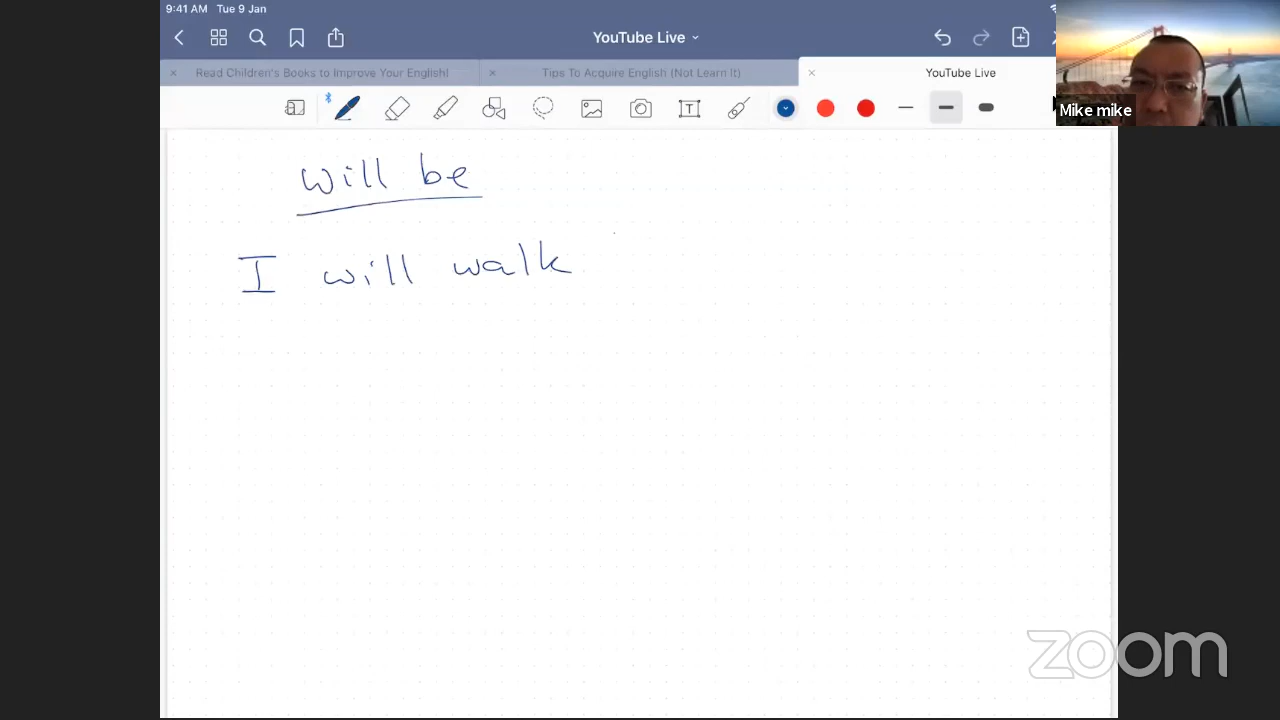 9:41 AM Tue 9 Jan
YouTube Live
Read Children's Books to Improve Your English!
Tips To Acquire English (Not Learn It)
YouTube Live
Mike mike
will be
I will walk
zoom